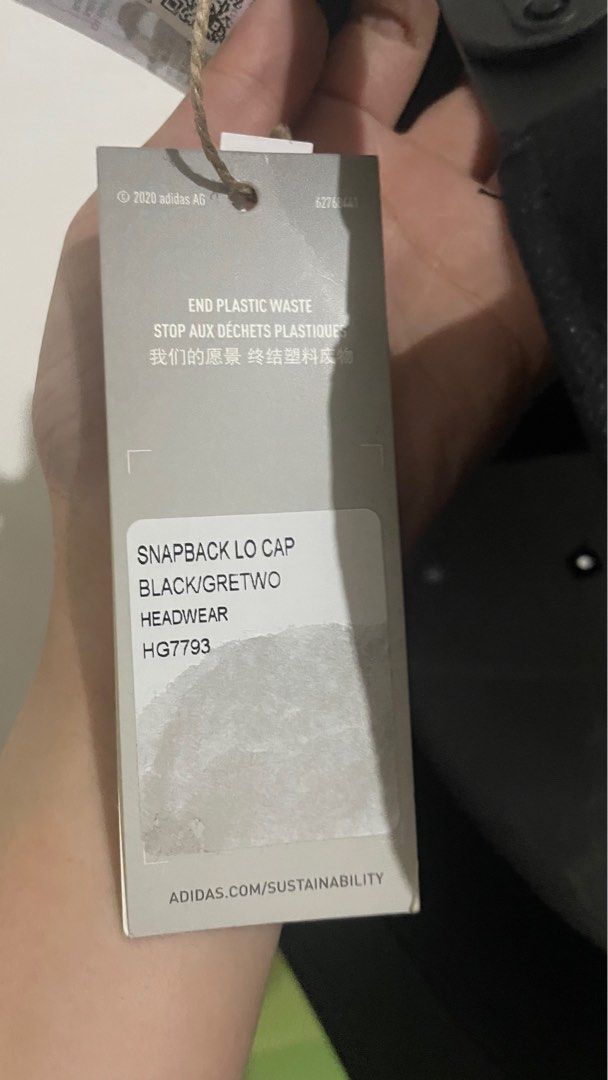 © 2020 adidas AG
END PLASTIC WASTE
STOP AUX DÉCHETS PLASTIQUES
我们的愿景 终结塑料废物
SNAPBACK LO CAP
BLACK/GRETWO
HEADWEAR
HG7793
ADIDAS.COM/SUSTAINABILITY